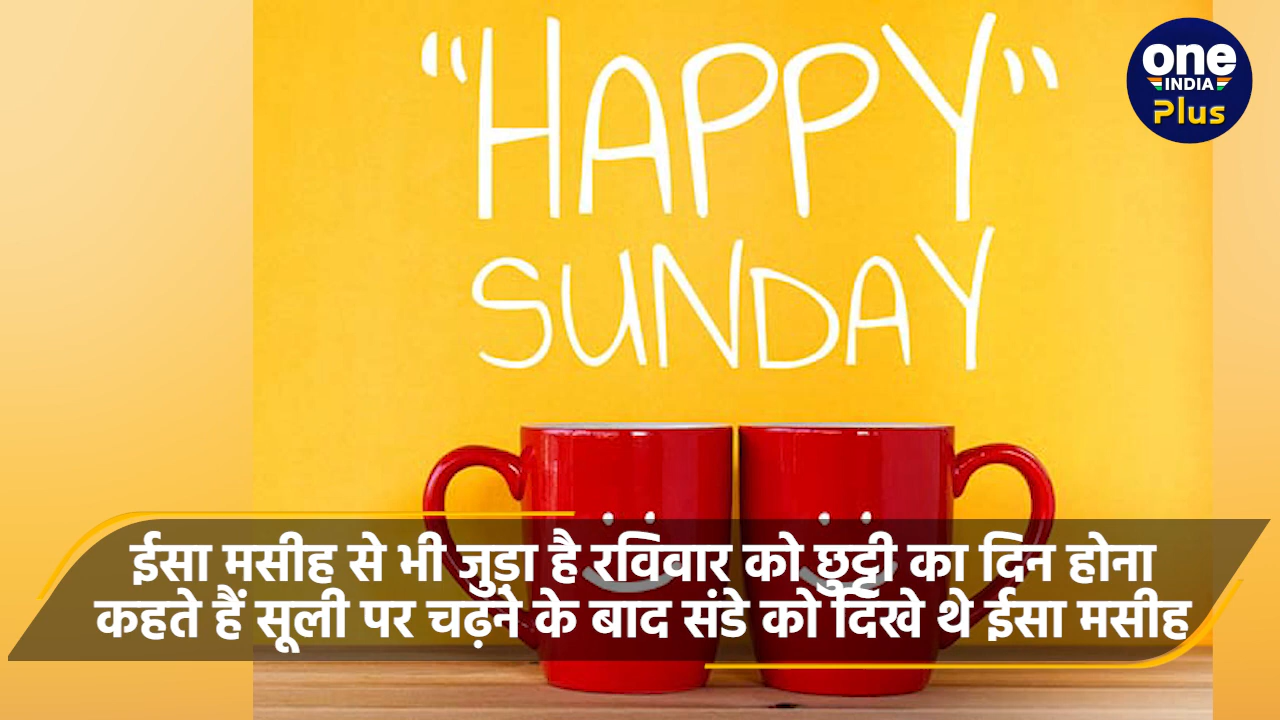 "HAPPY"
SUNDAY
one
INDIA
Plus
ईसा मसीह से भी जुड़ा है रविवार को छुट्टी का दिन होना
कहते हैं सूली पर चढ़ने के बाद संडे को दिखे थे ईसा मसीह